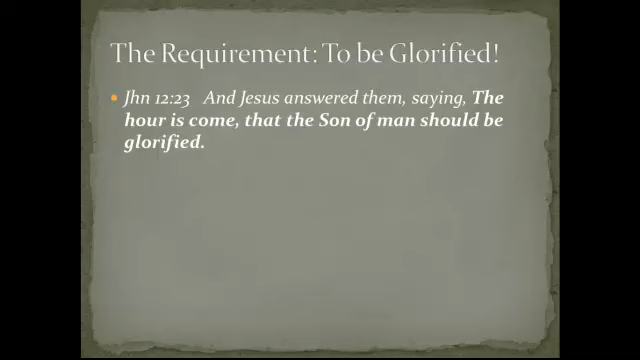 The Requirement: To be Glorified!
Jhn 12:23 And Jesus answered them, saying, The
hour is come, that the Son of man should be
glorified.